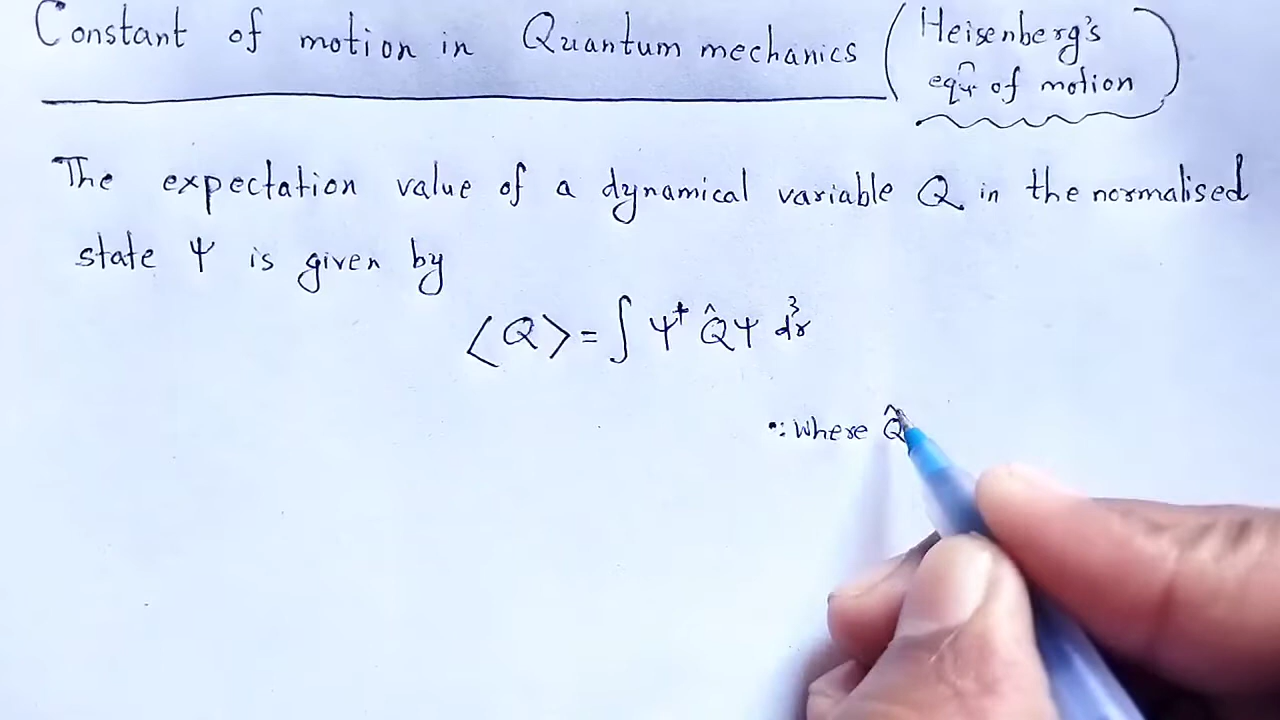 Constant of motion in Quantum mechanics (Heisenberg's
eqn of motion)
The expectation value of a dynamical variable Q in the normalised
state Ψ is given by
⟨Q⟩ = ∫ Ψ† Q̂ Ψ d³r
∵ Where Q̂